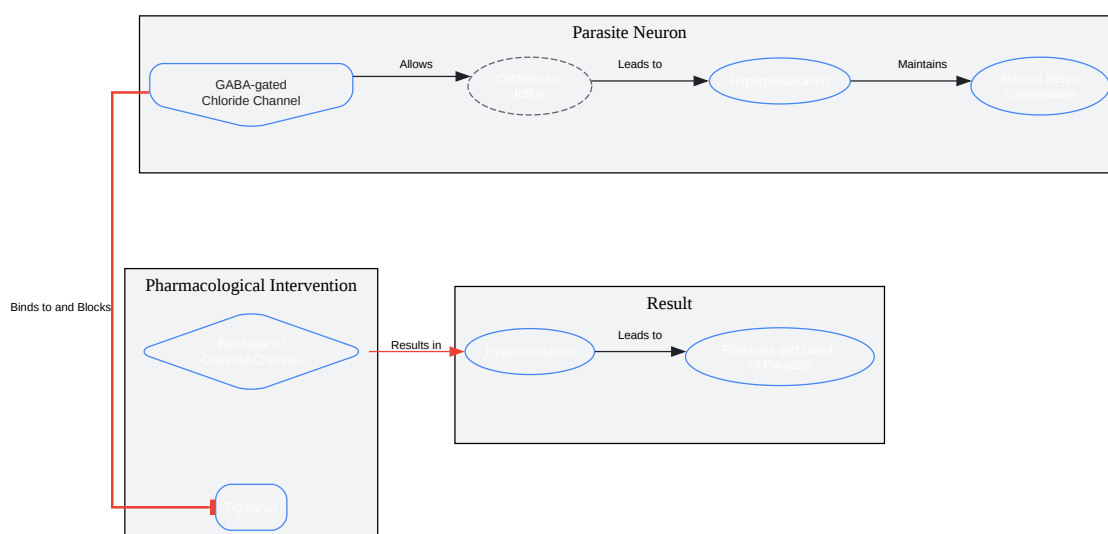 Parasite Neuron
GABA-gated
Chloride Channel
Allows
Chloride Ion
Influx
Leads to
Hyperpolarization
Maintains
Normal Nerve
Transmission
Binds to and Blocks
Pharmacological Intervention
Blockage of
Chloride Channel
Results in
Result
Hyperexcitation
Leads to
Paralysis and Death
of Parasite
Tigolaner